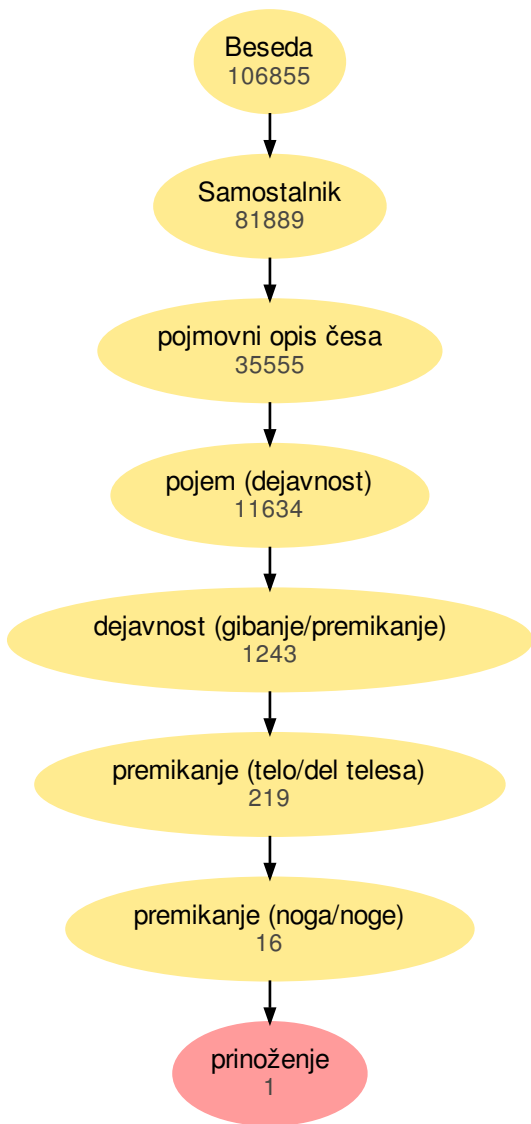 Beseda
106855
Samostalnik
81889
pojmovni opis česa
35555
pojem (dejavnost)
11634
dejavnost (gibanje/premikanje)
1243
premikanje (telo/del telesa)
219
premikanje (noga/noge)
16
prinoženje
1